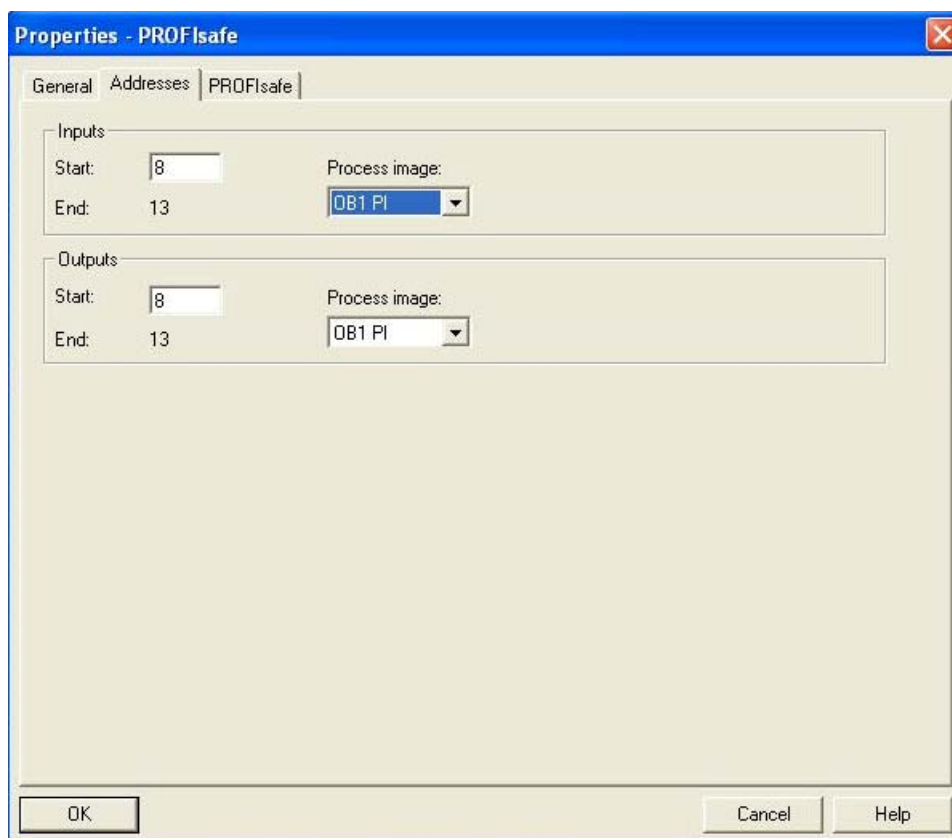 Properties - PROFIsafe
General Addresses PROFIsafe
Inputs
Start: 8 Process image:
End: 13 OB1 PI
Outputs
Start: 8 Process image:
End: 13 OB1 PI
OK Cancel Help